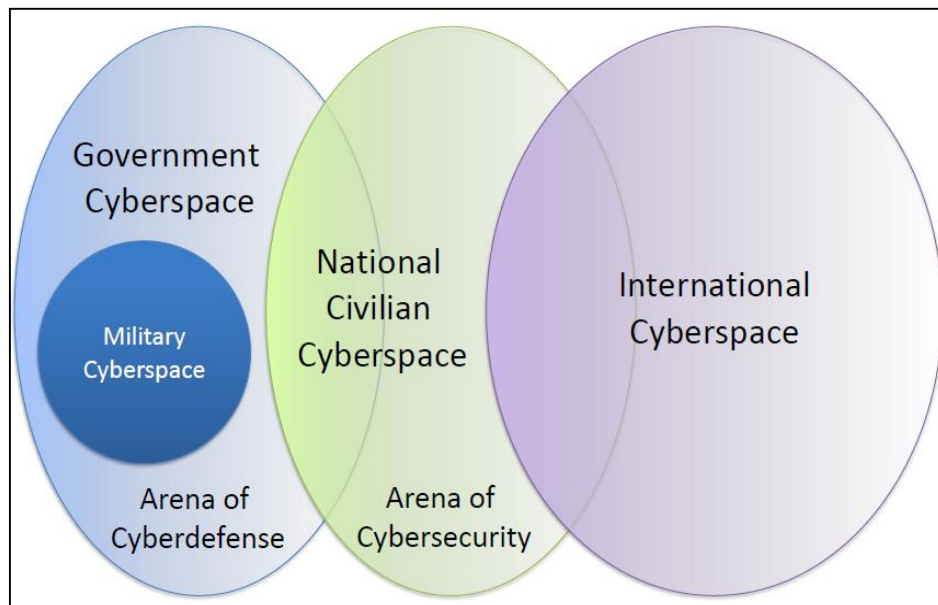 Government
Cyberspace
Military
Cyberspace
Arena of
Cyberdefense
National
Civilian
Cyberspace
Arena of
Cybersecurity
International
Cyberspace